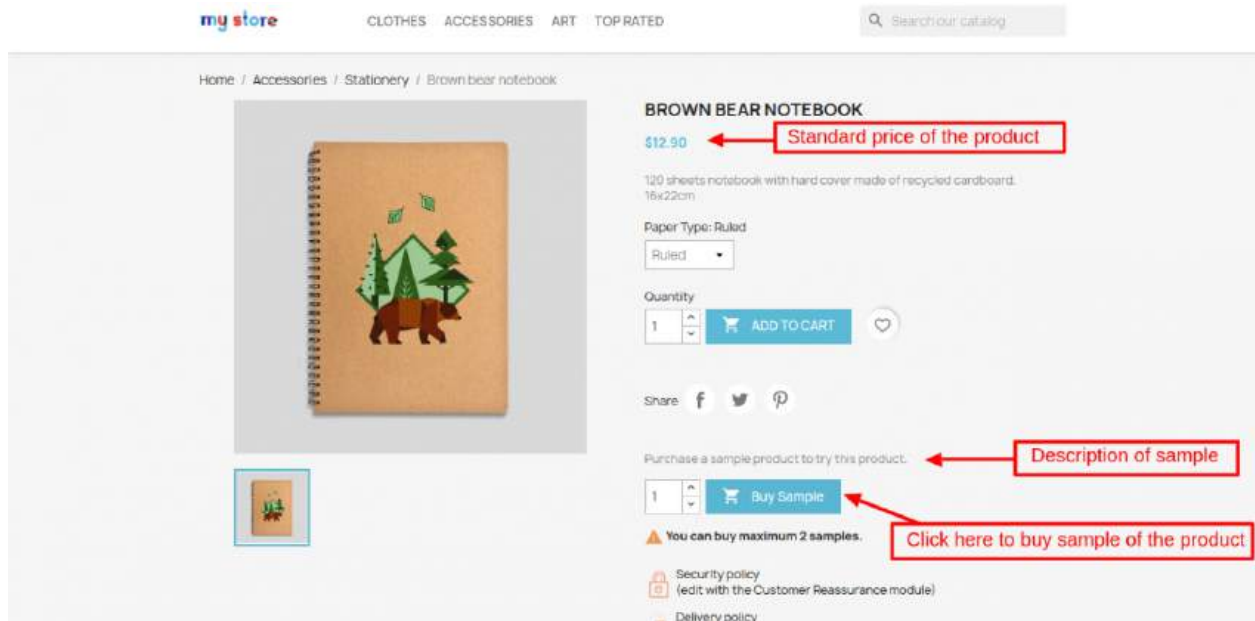 my store
CLOTHES ACCESSORIES ART TOP RATED
Search our catalog
Home / Accessories / Stationery / Brown bear notebook
BROWN BEAR NOTEBOOK
$12.90
Standard price of the product
120 sheets notebook with hard cover made of recycled cardboard.
16x22cm
Paper Type: Ruled
Ruled
Quantity
1 ADD TO CART
Share
Purchase a sample product to try this product.
Description of sample
1 Buy Sample
You can buy maximum 2 samples.
Click here to buy sample of the product
Security policy
(edit with the Customer Reassurance module)
Delivery policy